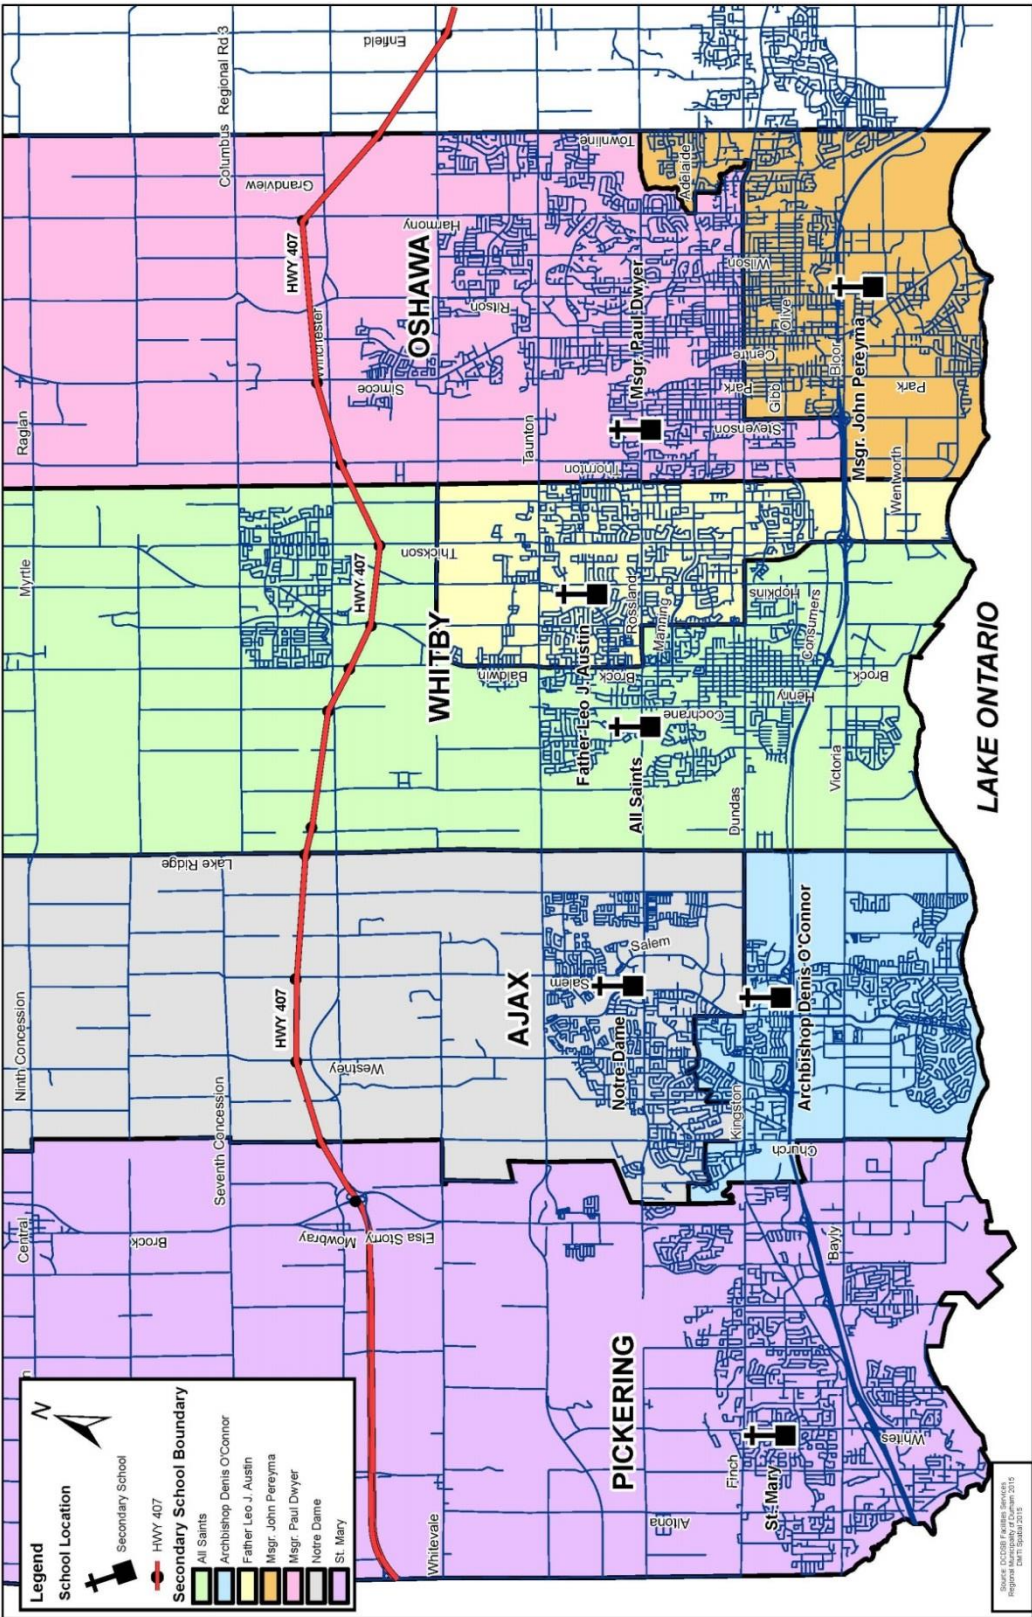 Legend
N
School Location
Secondary School
HWY 407
Secondary School Boundary
All Saints
Archbishop Denis O'Connor
Father Leo J. Austin
Msgr. John Pereyma
Msgr. Paul Dwyer
Notre Dame
St. Mary
Central
Ninth Concession
Myrtle
Raglan
Brock
Seventh Concession
Lake Ridge
Columbus
Regional Rd 3
Enfield
Grandview
Mowbray
Elsa Storry
HWY 407
HWY 407
HWY 407
Winchester
Whitevale
Westney
Thickson
Simcoe
Harmony
OSHAWA
WHITBY
Ritson
Baldwin
Taunton
Townline
AJAX
Thornton
PICKERING
Salem
Salem
Notre Dame
Father Leo J. Austin
All Saints
Brock
Rossland
Manning
Msgr. Paul Dwyer
Adelaide
Altona
Finch
Kingston
Dundas
Cochrane
Stevenson
Park
Centre
Wilson
St. Mary
Church
Archbishop Denis O'Connor
Henry
Hopkins
Consumers
Gibb
Olive
Bayly
Victoria
Bloor
Msgr. John Pereyma
Whites
Brock
Wentworth
Park
LAKE ONTARIO
Source: DCDSB Facilities Services
Regional Municipality of Durham 2015
DMTI Spatial 2015